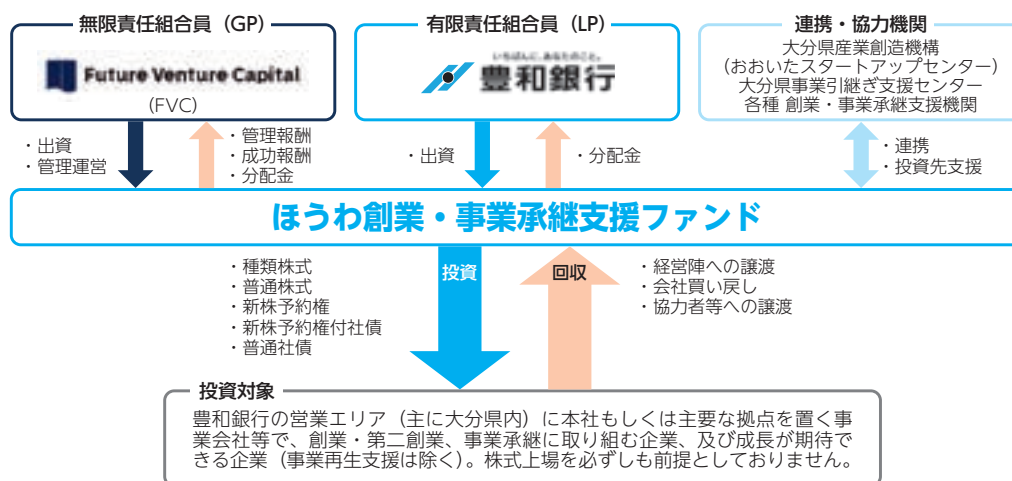 無限責任組合員（GP）
Future Venture Capital
（FVC）
有限責任組合員（LP）
いちばんに、あなたのこと。
豊和銀行
連携・協力機関
大分県産業創造機構
（おおいたスタートアップセンター）
大分県事業引継ぎ支援センター
各種 創業・事業承継支援機関
・出資
・管理運営
・管理報酬
・成功報酬
・分配金
・出資
・分配金
・連携
・投資先支援
ほうわ創業・事業承継支援ファンド
・種類株式
・普通株式
・新株予約権
・新株予約権付社債
・普通社債
投資
回収
・経営陣への譲渡
・会社買い戻し
・協力者等への譲渡
投資対象
豊和銀行の営業エリア（主に大分県内）に本社もしくは主要な拠点を置く事
業会社等で、創業・第二創業、事業承継に取り組む企業、及び成長が期待で
きる企業（事業再生支援は除く）。株式上場を必ずしも前提としておりません。